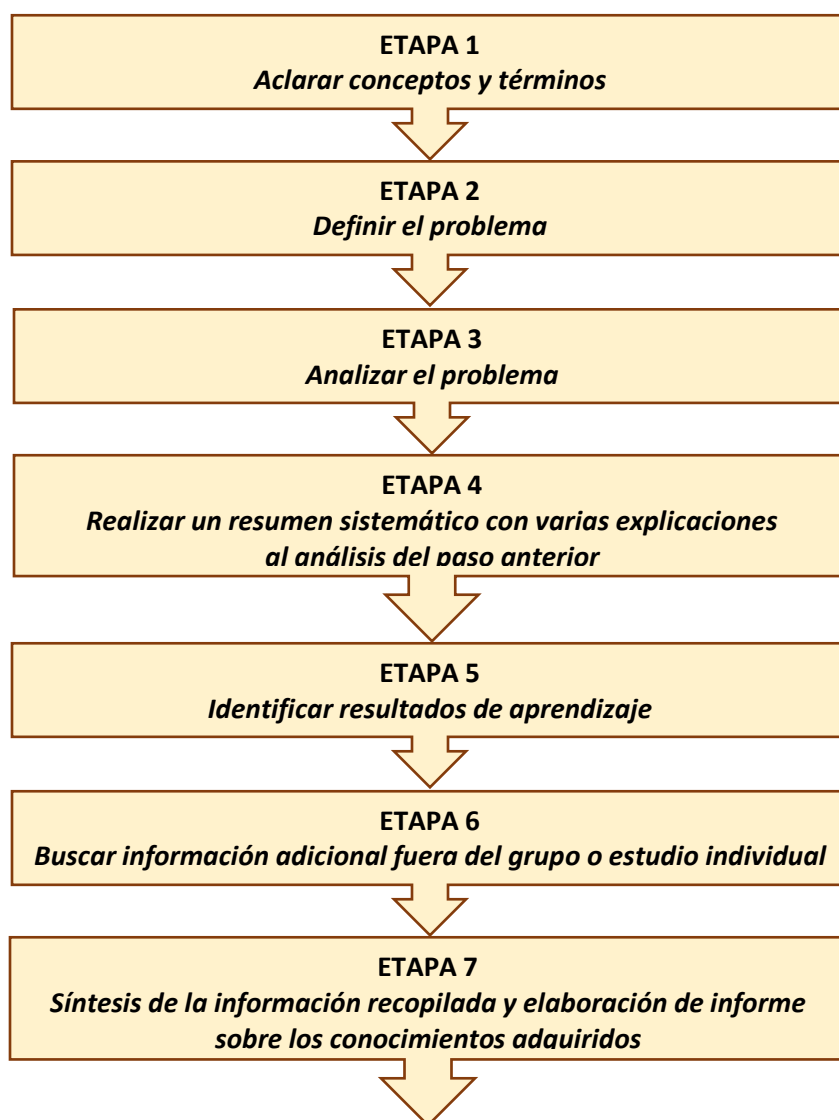 ETAPA 1
Aclarar conceptos y términos
ETAPA 2
Definir el problema
ETAPA 3
Analizar el problema
ETAPA 4
Realizar un resumen sistemático con varias explicaciones
al análisis del paso anterior
ETAPA 5
Identificar resultados de aprendizaje
ETAPA 6
Buscar información adicional fuera del grupo o estudio individual
ETAPA 7
Síntesis de la información recopilada y elaboración de informe
sobre los conocimientos adquiridos